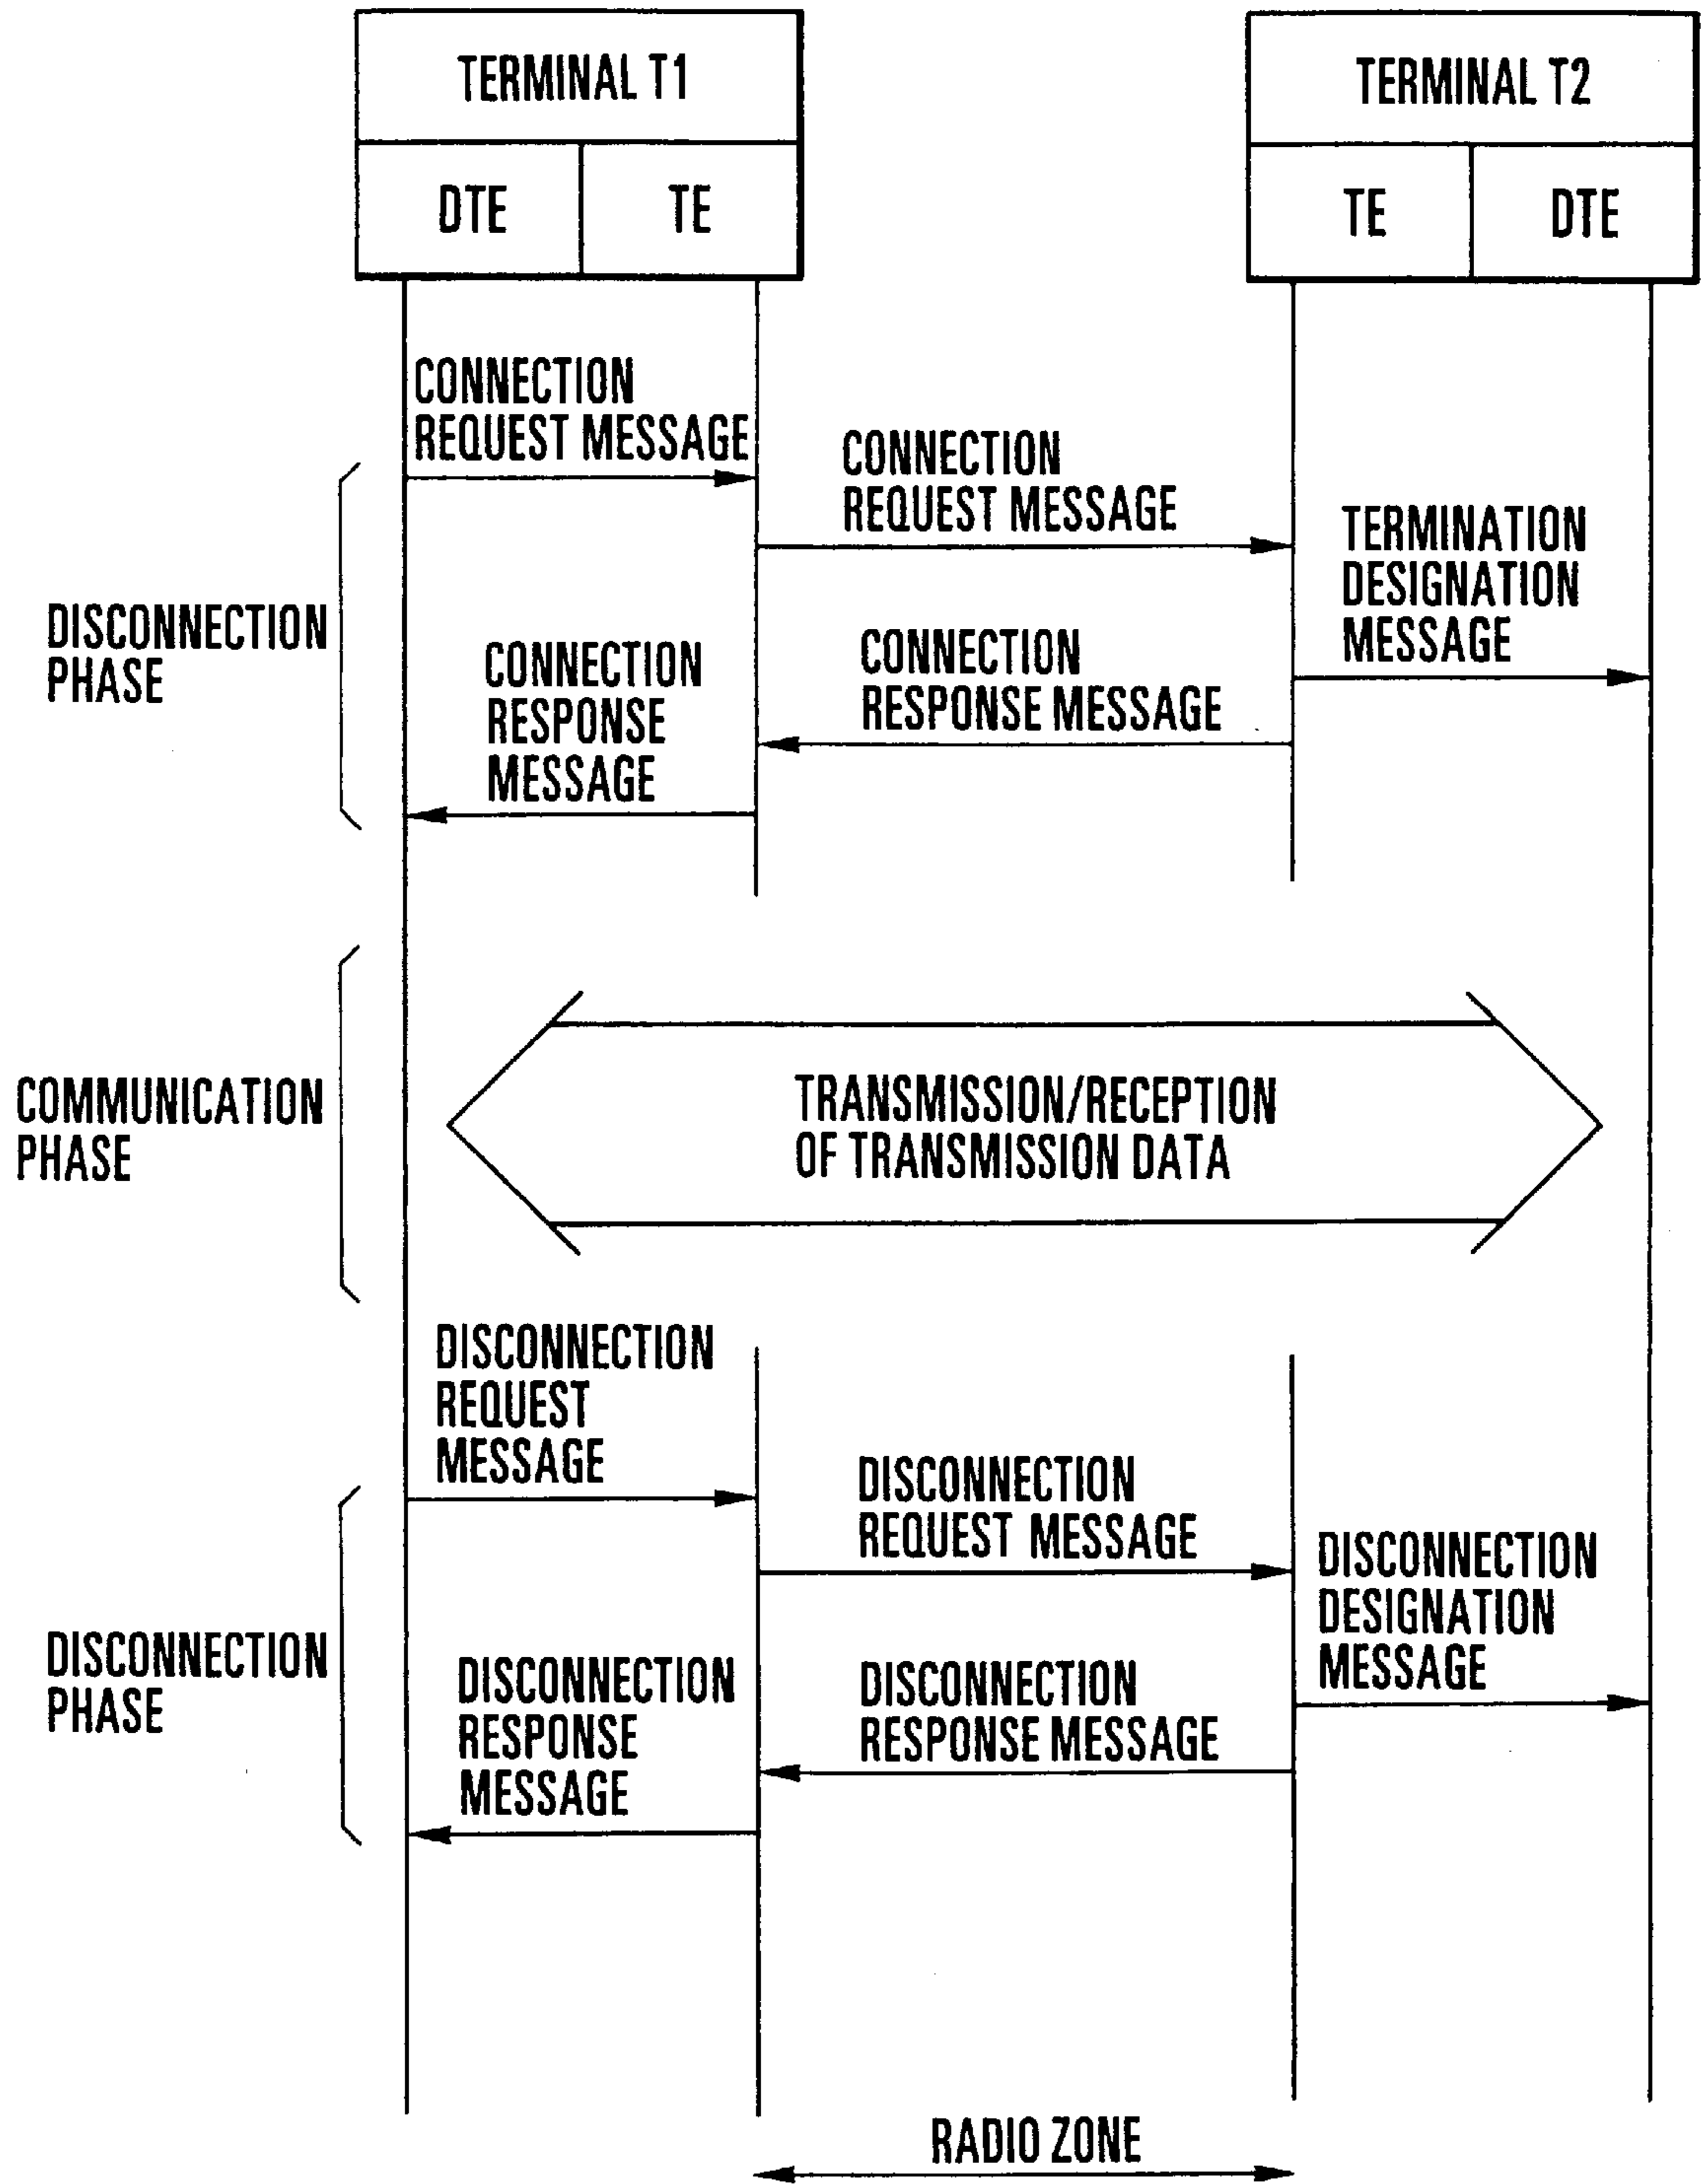 TERMINAL T1
TERMINAL T2
DTE
TE
TE
DTE
CONNECTION
REQUEST MESSAGE
CONNECTION
REQUEST MESSAGE
TERMINATION
DESIGNATION
MESSAGE
DISCONNECTION
PHASE
CONNECTION
RESPONSE
MESSAGE
CONNECTION
RESPONSE MESSAGE
COMMUNICATION
PHASE
TRANSMISSION/RECEPTION
OF TRANSMISSION DATA
DISCONNECTION
REQUEST
MESSAGE
DISCONNECTION
REQUEST MESSAGE
DISCONNECTION
DESIGNATION
MESSAGE
DISCONNECTION
PHASE
DISCONNECTION
RESPONSE
MESSAGE
DISCONNECTION
RESPONSE MESSAGE
RADIO ZONE